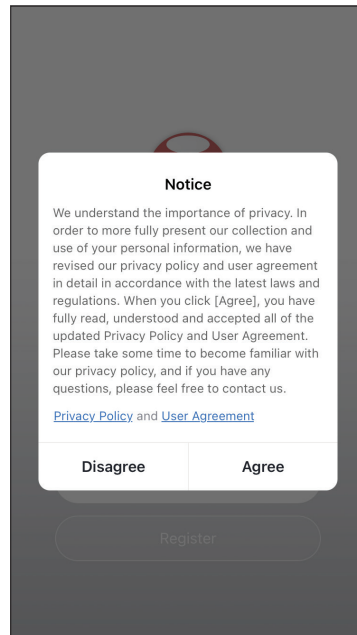 Notice
We understand the importance of privacy. In
order to more fully present our collection and
use of your personal information, we have
revised our privacy policy and user agreement
in detail in accordance with the latest laws and
regulations. When you click [Agree], you have
fully read, understood and accepted all of the
updated Privacy Policy and User Agreement.
Please take some time to become familiar with
our privacy policy, and if you have any
questions, please feel free to contact us.
Privacy Policy and User Agreement
Disagree Agree
Register